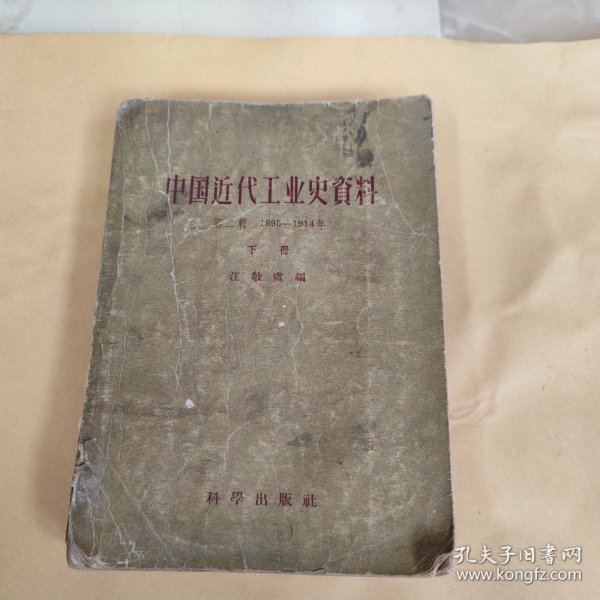 中国近代工业史資料
第二輯 1895—1914年
下 冊
汪敬虞編
科學出版社
孔夫子旧書网
www.kongfz.com